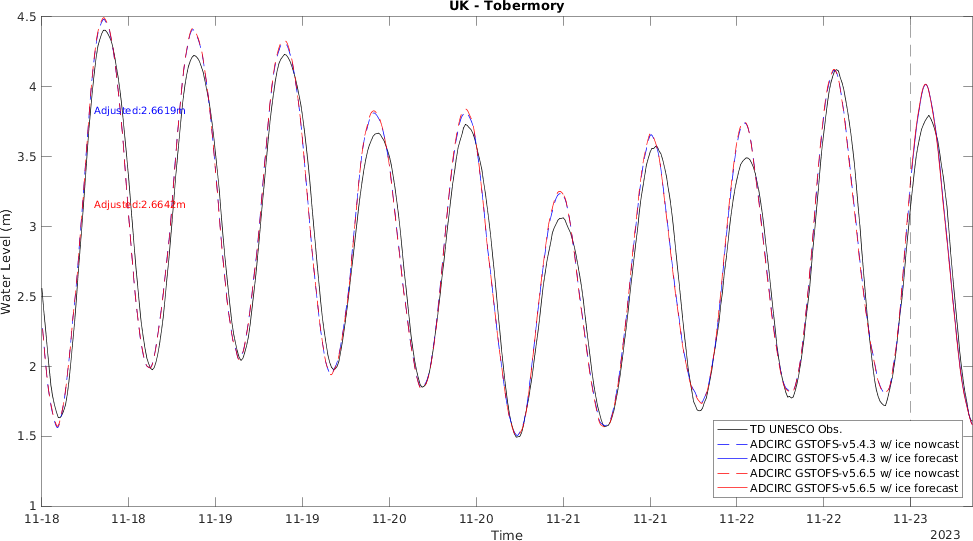 UK - Tobermory
4.5
4
3.5
3
2.5
2
1.5
1
Water Level (m)
Adjusted:2.6619m
Adjusted:2.6642m
TD UNESCO Obs.
ADCIRC GSTOFS-v5.4.3 w/ ice nowcast
ADCIRC GSTOFS-v5.4.3 w/ ice forecast
ADCIRC GSTOFS-v5.6.5 w/ ice nowcast
ADCIRC GSTOFS-v5.6.5 w/ ice forecast
11-18 11-18 11-19 11-19 11-20 11-20 11-21 11-21 11-22 11-22 11-23
Time
2023